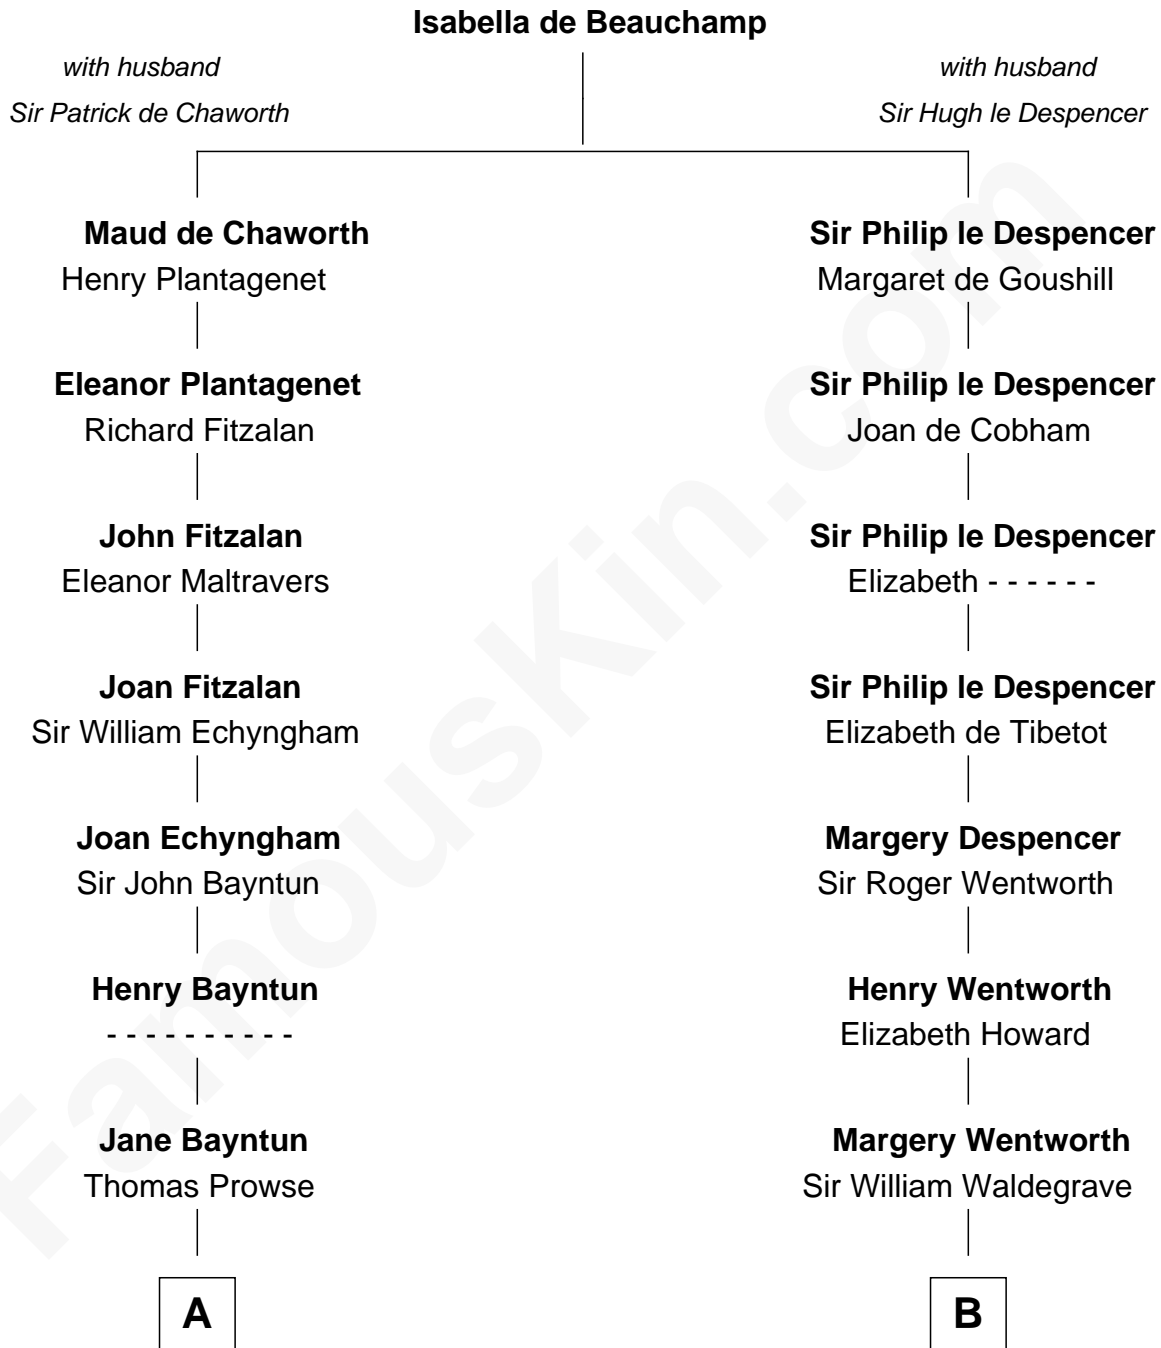 Isabella de Beauchamp
with husband
Sir Patrick de Chaworth
with husband
Sir Hugh le Despencer
Maud de Chaworth
Henry Plantagenet
Sir Philip le Despencer
Margaret de Goushill
Eleanor Plantagenet
Richard Fitzalan
Sir Philip le Despencer
Joan de Cobham
John Fitzalan
Eleanor Maltravers
Sir Philip le Despencer
Elizabeth - - - - - -
Joan Fitzalan
Sir William Echyngham
Sir Philip le Despencer
Elizabeth de Tibetot
Joan Echyngham
Sir John Bayntun
Margery Despencer
Sir Roger Wentworth
Henry Bayntun
- - - - - - - - - -
Henry Wentworth
Elizabeth Howard
Jane Bayntun
Thomas Prowse
Margery Wentworth
Sir William Waldegrave
A
B
FamousKin.com